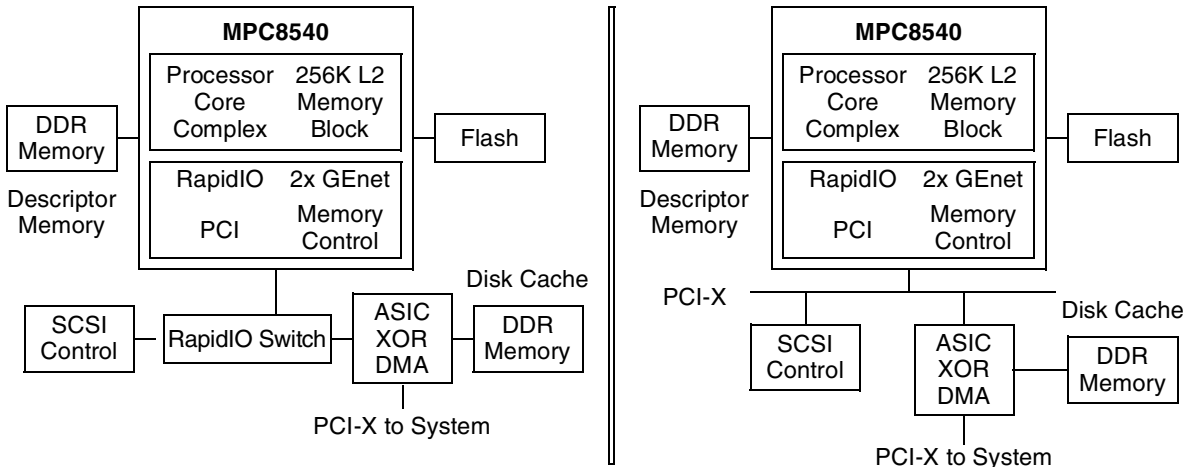 MPC8540
Processor
Core
Complex
256K L2
Memory
Block
DDR
Memory
Flash
Descriptor
Memory
RapidIO
2x GEnet
PCI
Memory
Control
Disk Cache
SCSI
Control
RapidIO Switch
ASIC
XOR
DMA
DDR
Memory
PCI-X to System
MPC8540
Processor
Core
Complex
256K L2
Memory
Block
DDR
Memory
Flash
Descriptor
Memory
RapidIO
2x GEnet
PCI
Memory
Control
PCI-X
Disk Cache
SCSI
Control
ASIC
XOR
DMA
DDR
Memory
PCI-X to System